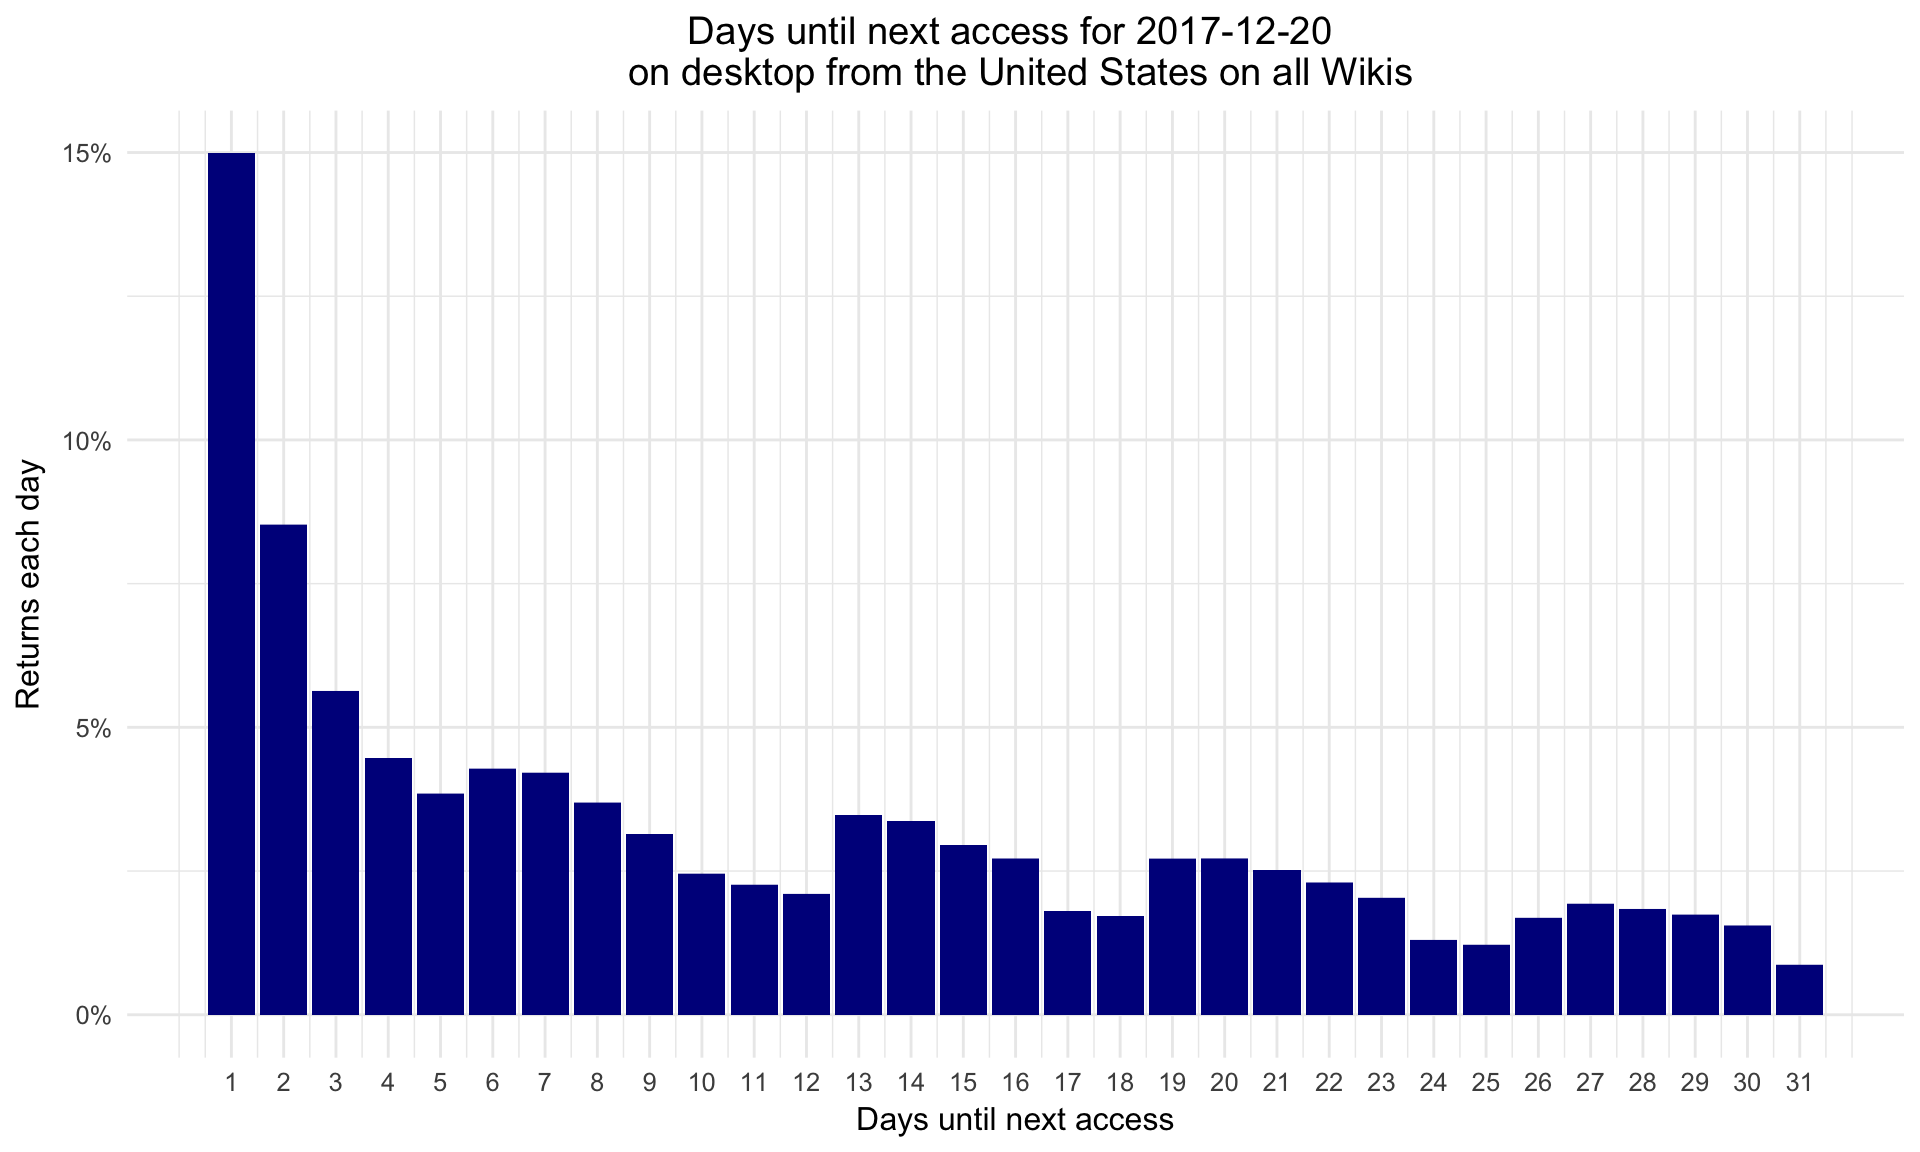 Days until next access for 2017-12-20
on desktop from the United States on all Wikis
Returns each day
15%
10%
5%
0%
1 2 3 4 5 6 7 8 9 10 11 12 13 14 15 16 17 18 19 20 21 22 23 24 25 26 27 28 29 30 31
Days until next access